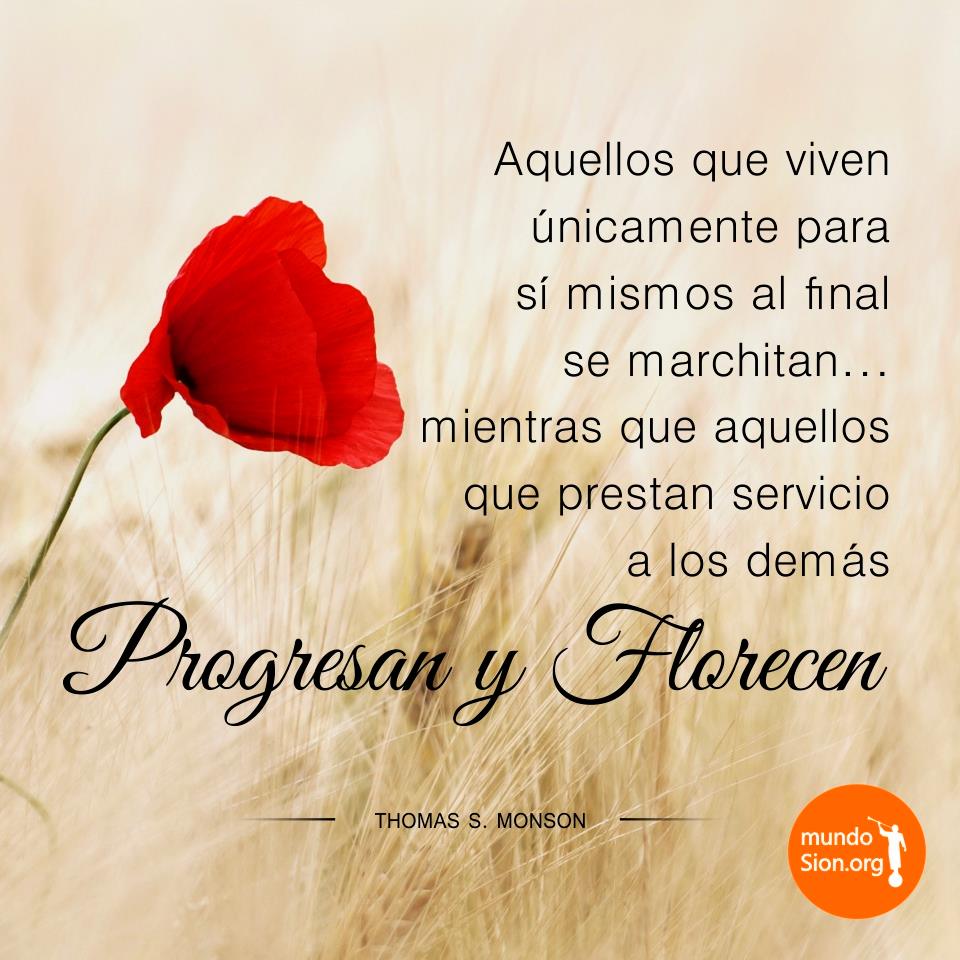 Aquellos que viven
únicamente para
sí mismos al final
se marchitan...
mientras que aquellos
que prestan servicio
a los demás
Progresan y Florecen
THOMAS S. MONSON
mundo
Sion.org